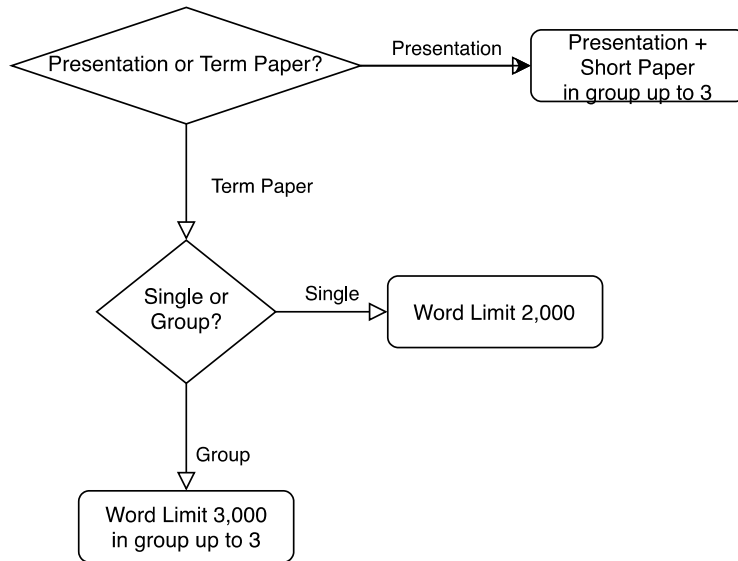 Presentation or Term Paper?
Presentation
Presentation +
Short Paper
in group up to 3
Term Paper
Single or
Group?
Single
Word Limit 2,000
Group
Word Limit 3,000
in group up to 3